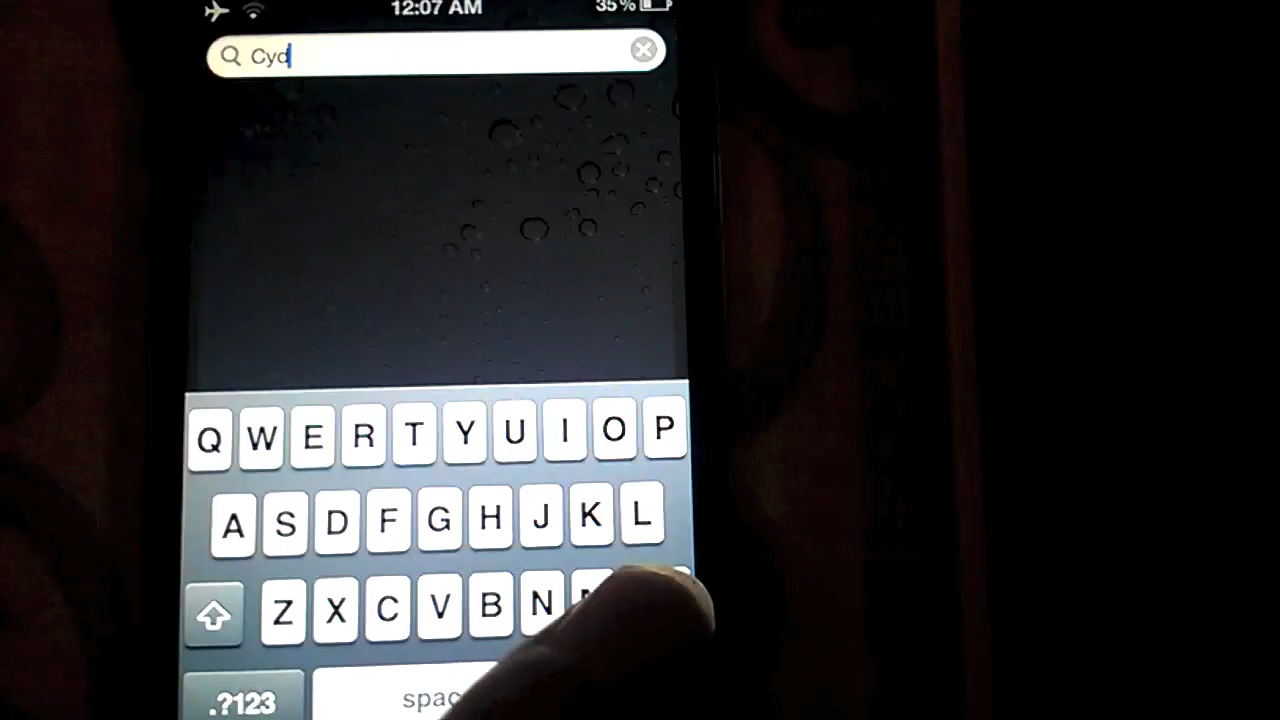 12:07 AM
35%
Cyd
Q W E R T Y U I O P
A S D F G H J K L
Z X C V B N
.?123
spac